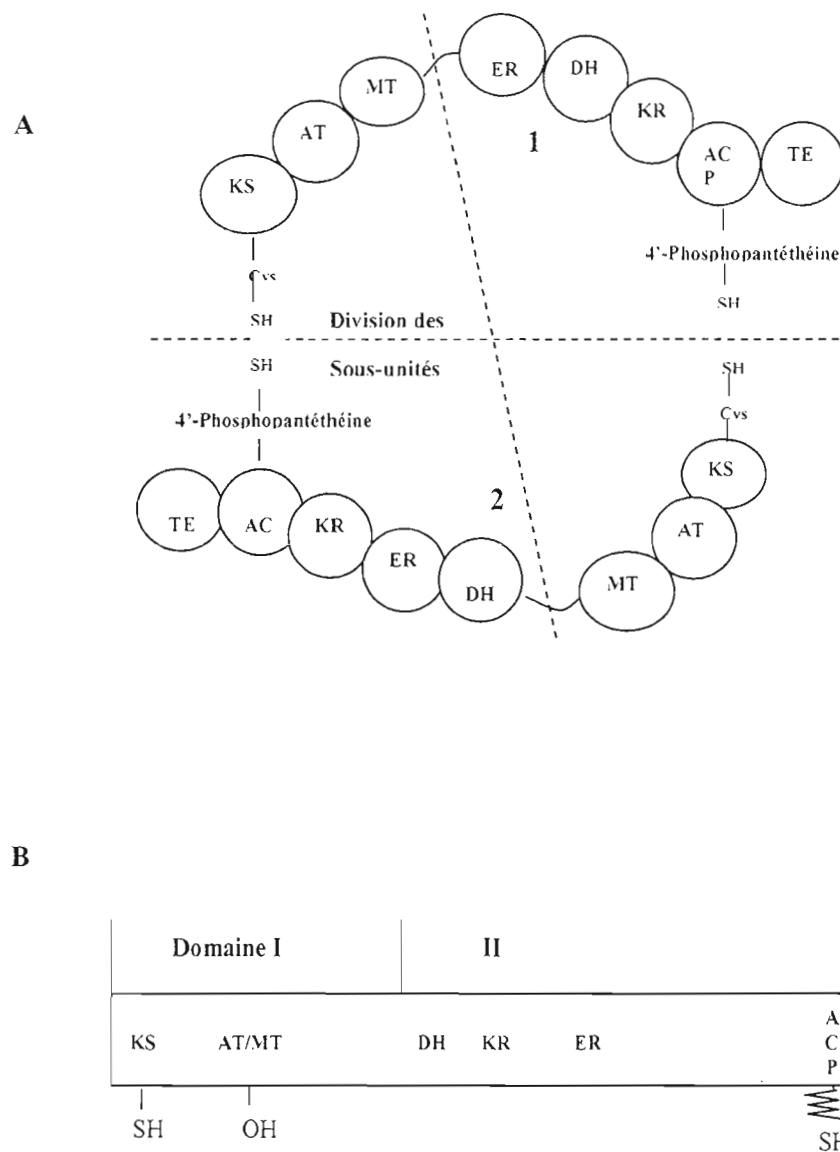 A
MT
ER
DH
AT
KR
1
KS
AC
P
TE
4'-Phosphopantéthéine
Cys
SH
SH
Division des
SH
Sous-unités
SH
4'-Phosphopantéthéine
Cys
KS
2
TE
AC
KR
AT
ER
DH
MT
B
Domaine I
II
KS
AT/MT
DH
KR
ER
A
C
P
SH
OH
SH